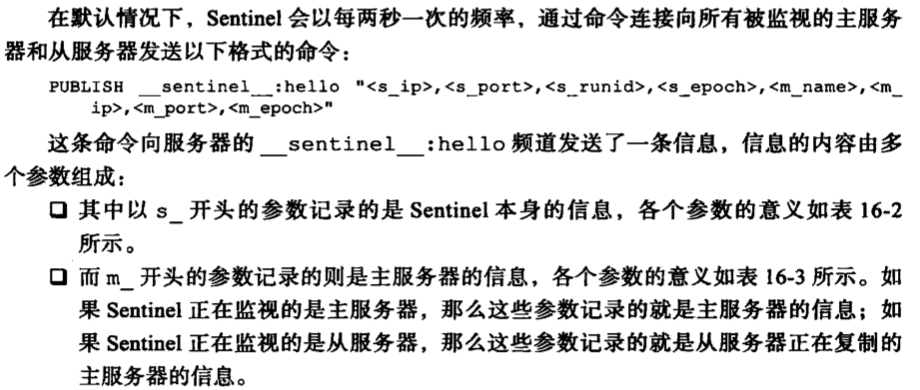 在默认情况下，Sentinel 会以每两秒一次的频率，通过命令连接向所有被监视的主服务
器和从服务器发送以下格式的命令：
PUBLISH __sentinel__:hello "<s_ip>,<s_port>,<s_runid>,<s_epoch>,<m_name>,<m_
ip>,<m_port>,<m_epoch>"
这条命令向服务器的 __sentinel__:hello 频道发送了一条信息，信息的内容由多
个参数组成：
❑ 其中以 s_ 开头的参数记录的是 Sentinel 本身的信息，各个参数的意义如表 16-2
所示。
❑ 而 m_ 开头的参数记录的则是主服务器的信息，各个参数的意义如表 16-3 所示。如
果 Sentinel 正在监视的是主服务器，那么这些参数记录的就是主服务器的信息；如
果 Sentinel 正在监视的是从服务器，那么这些参数记录的就是从服务器正在复制的
主服务器的信息。